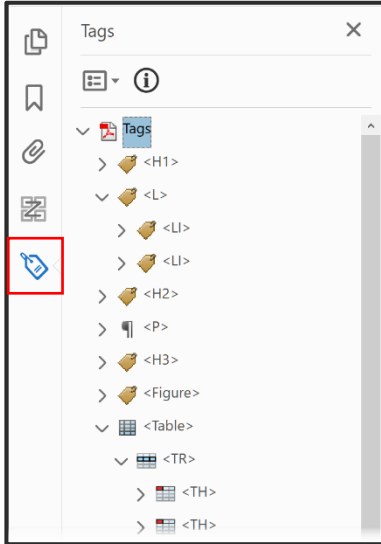 Tags
Tags
<H1>
<L>
<LI>
<LI>
<H2>
<P>
<H3>
<Figure>
<Table>
<TR>
<TH>
<TH>